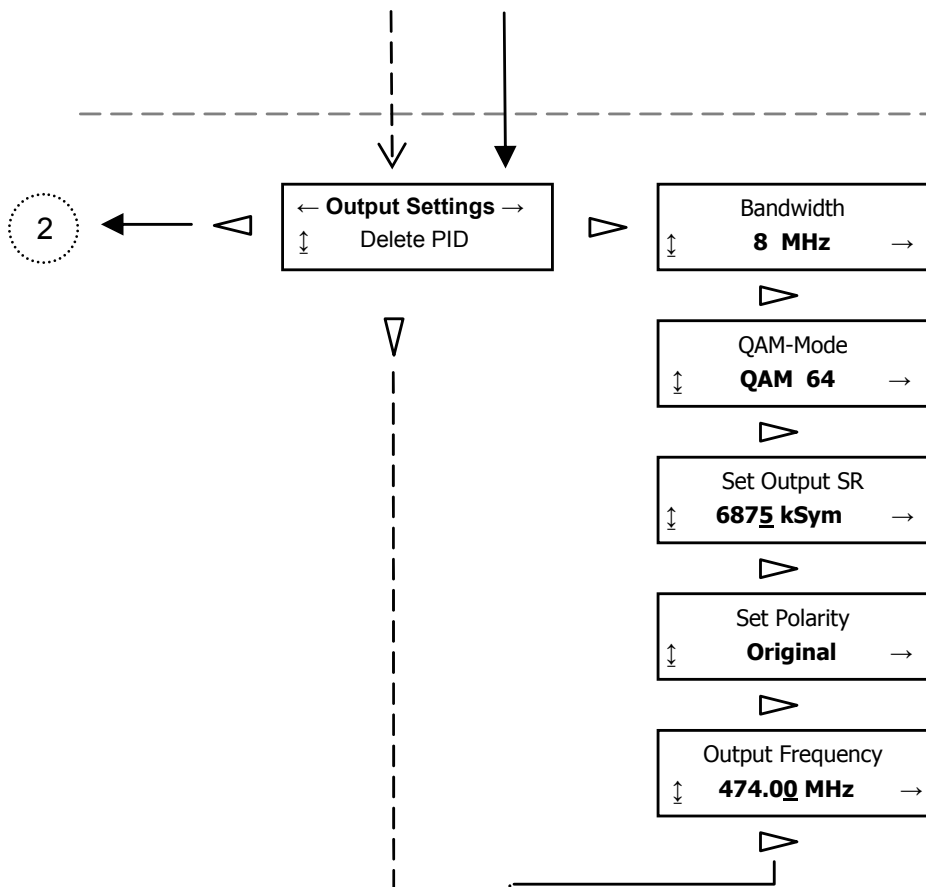 2
← Output Settings →
↕ Delete PID
Bandwidth
↕ 8 MHz →
QAM-Mode
↕ QAM 64 →
Set Output SR
↕ 6875 kSym →
Set Polarity
↕ Original →
Output Frequency
↕ 474.00 MHz →